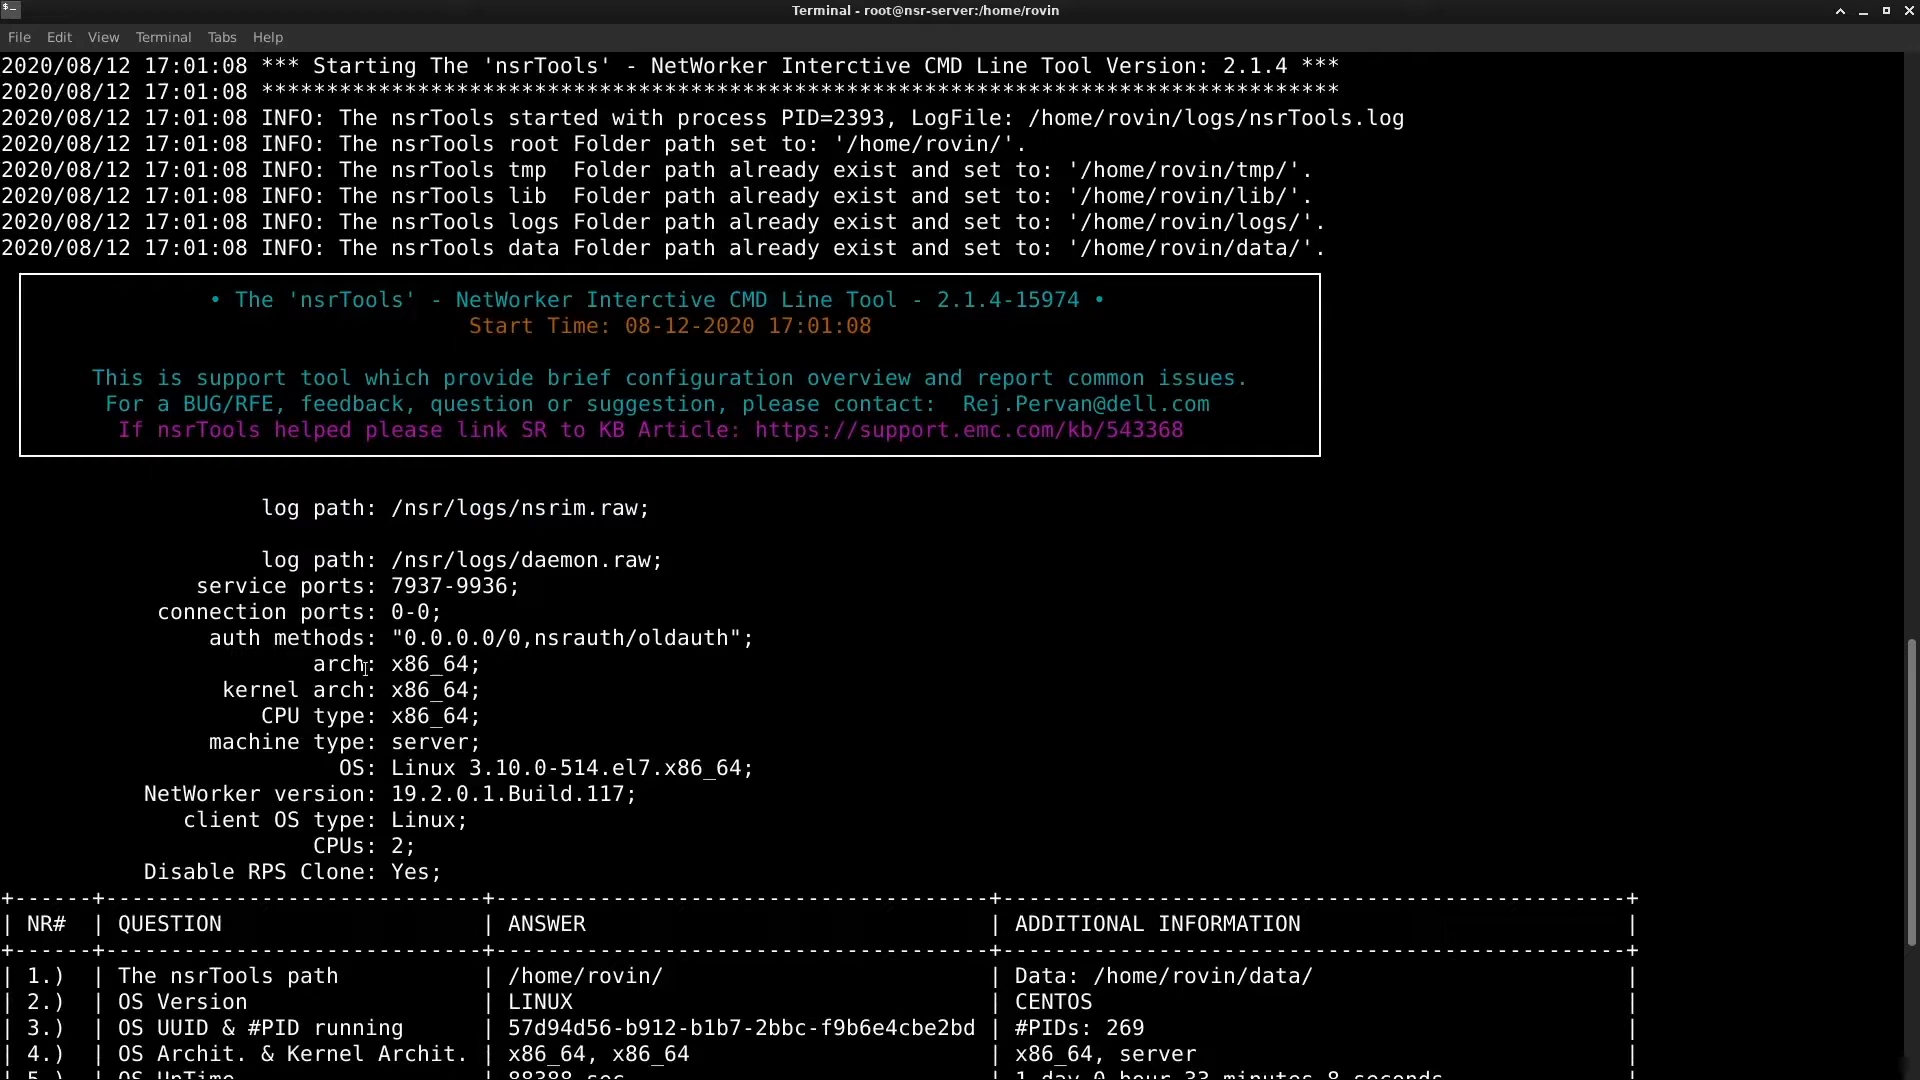 Terminal - root@nsr-server:/home/rovin
File Edit View Terminal Tabs Help
2020/08/12 17:01:08 *** Starting The 'nsrTools' - NetWorker Interctive CMD Line Tool Version: 2.1.4 ***
2020/08/12 17:01:08 ***********************************************************************************
2020/08/12 17:01:08 INFO: The nsrTools started with process PID=2393, LogFile: /home/rovin/logs/nsrTools.log
2020/08/12 17:01:08 INFO: The nsrTools root Folder path set to: '/home/rovin/'.
2020/08/12 17:01:08 INFO: The nsrTools tmp  Folder path already exist and set to: '/home/rovin/tmp/'.
2020/08/12 17:01:08 INFO: The nsrTools lib  Folder path already exist and set to: '/home/rovin/lib/'.
2020/08/12 17:01:08 INFO: The nsrTools logs Folder path already exist and set to: '/home/rovin/logs/'.
2020/08/12 17:01:08 INFO: The nsrTools data Folder path already exist and set to: '/home/rovin/data/'.
• The 'nsrTools' - NetWorker Interctive CMD Line Tool - 2.1.4-15974 •
Start Time: 08-12-2020 17:01:08
This is support tool which provide brief configuration overview and report common issues.
For a BUG/RFE, feedback, question or suggestion, please contact:  Rej.Pervan@dell.com
If nsrTools helped please link SR to KB Article: https://support.emc.com/kb/543368
log path: /nsr/logs/nsrim.raw;
log path: /nsr/logs/daemon.raw;
service ports: 7937-9936;
connection ports: 0-0;
auth methods: "0.0.0.0/0,nsrauth/oldauth";
arch: x86_64;
kernel arch: x86_64;
CPU type: x86_64;
machine type: server;
OS: Linux 3.10.0-514.el7.x86_64;
NetWorker version: 19.2.0.1.Build.117;
client OS type: Linux;
CPUs: 2;
Disable RPS Clone: Yes;
+------+-----------------------------+--------------------------------------+------------------------------------------------+
| NR#  | QUESTION                    | ANSWER                               | ADDITIONAL INFORMATION                         |
+------+-----------------------------+--------------------------------------+------------------------------------------------+
| 1.)  | The nsrTools path           | /home/rovin/                         | Data: /home/rovin/data/                        |
| 2.)  | OS Version                  | LINUX                                | CENTOS                                         |
| 3.)  | OS UUID & #PID running      | 57d94d56-b912-b1b7-2bbc-f9b6e4cbe2bd | #PIDs: 269                                     |
| 4.)  | OS Archit. & Kernel Archit. | x86_64, x86_64                       | x86_64, server                                 |
| 5.)  | OS UpTime                   | 88388 sec                            | 1 day 0 hour 33 minutes 8 seconds              |